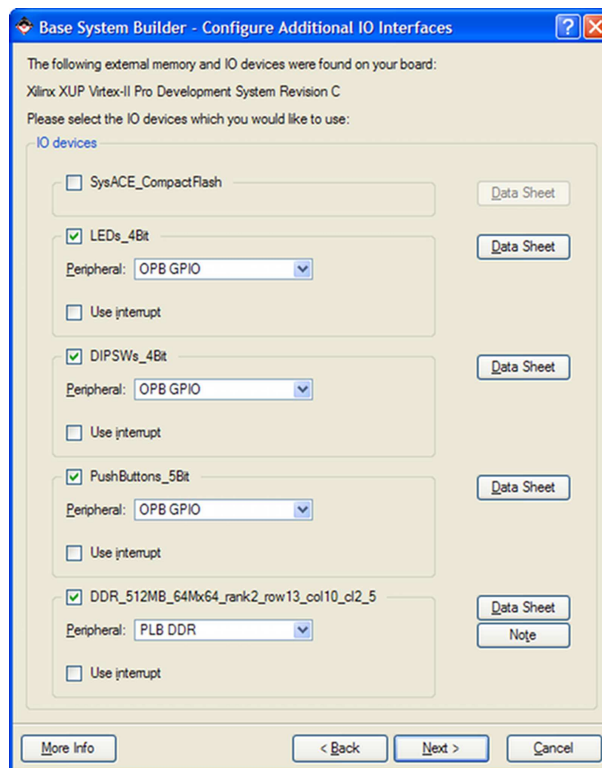 Base System Builder - Configure Additional IO Interfaces
The following external memory and IO devices were found on your board:
Xilinx XUP Virtex-II Pro Development System Revision C
Please select the IO devices which you would like to use:
IO devices
SysACE_CompactFlash
Data Sheet
LEDs_4Bit
Data Sheet
Peripheral: OPB GPIO
Use interrupt
DIPSWs_4Bit
Data Sheet
Peripheral: OPB GPIO
Use interrupt
PushButtons_5Bit
Data Sheet
Peripheral: OPB GPIO
Use interrupt
DDR_512MB_64Mx64_rank2_row13_col10_cl2_5
Data Sheet
Peripheral: PLB DDR
Note
Use interrupt
More Info < Back Next > Cancel